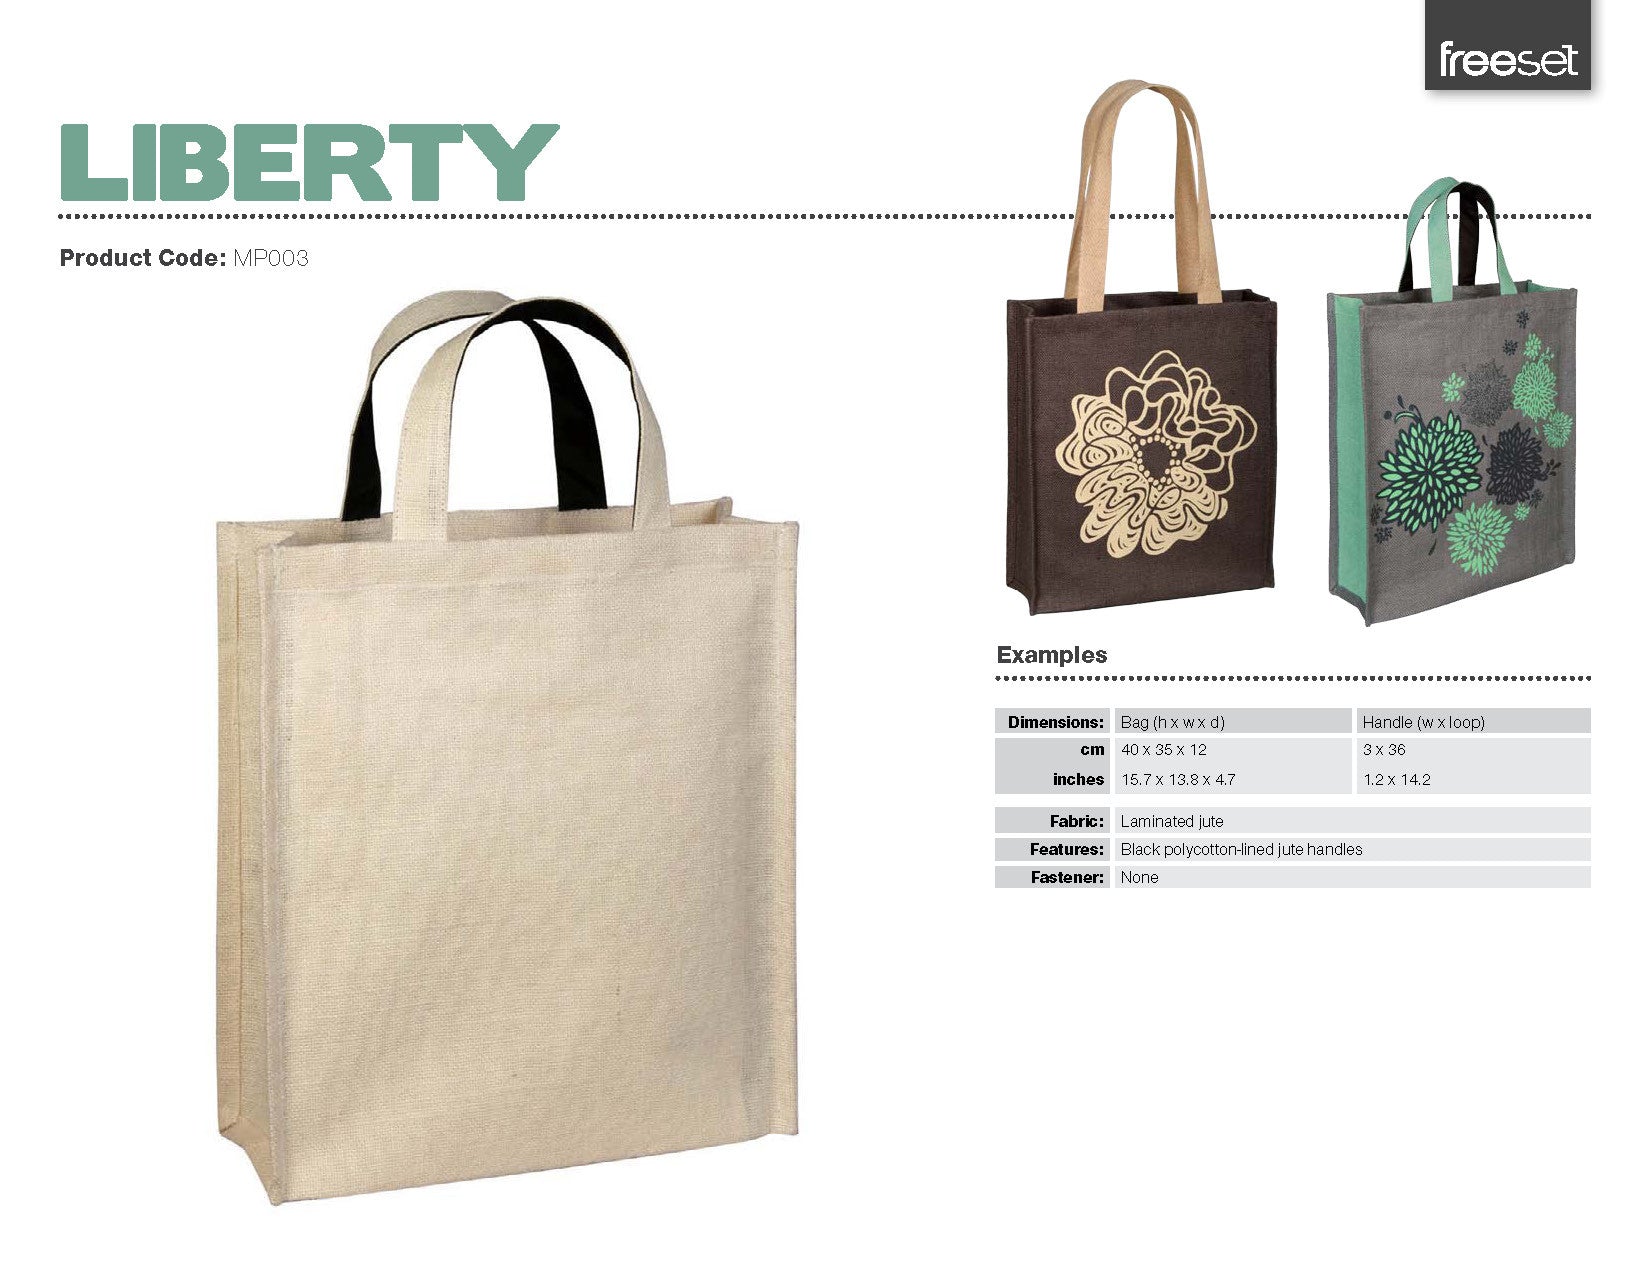 freeset
LIBERTY
Product Code: MP003
Examples
Dimensions: Bag (h x w x d) Handle (w x loop)
cm 40 x 35 x 12 3 x 36
inches 15.7 x 13.8 x 4.7 1.2 x 14.2
Fabric: Laminated jute
Features: Black polycotton-lined jute handles
Fastener: None